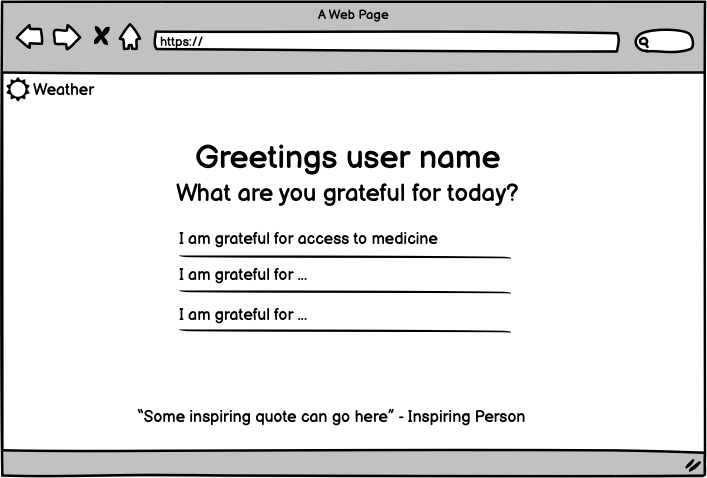 A Web Page
https://
Weather
Greetings user name
What are you grateful for today?
I am grateful for access to medicine
I am grateful for ...
I am grateful for ...
“Some inspiring quote can go here” - Inspiring Person